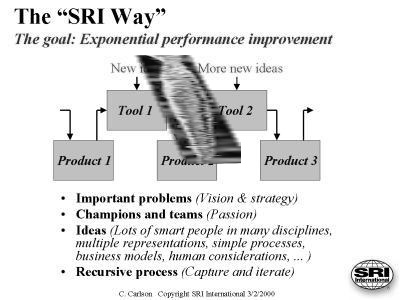 The “SRI Way”
The goal: Exponential performance improvement
New More new ideas
Tool 1 Tool 2
Product 1 Product 3
• Important problems (Vision & strategy)
• Champions and teams (Passion)
• Ideas (Lots of smart people in many disciplines,
multiple representations, simple processes,
business models, human considerations, ... )
• Recursive process (Capture and iterate)
SRI
International
C. Carlson Copyright SRI International 3/2/2000